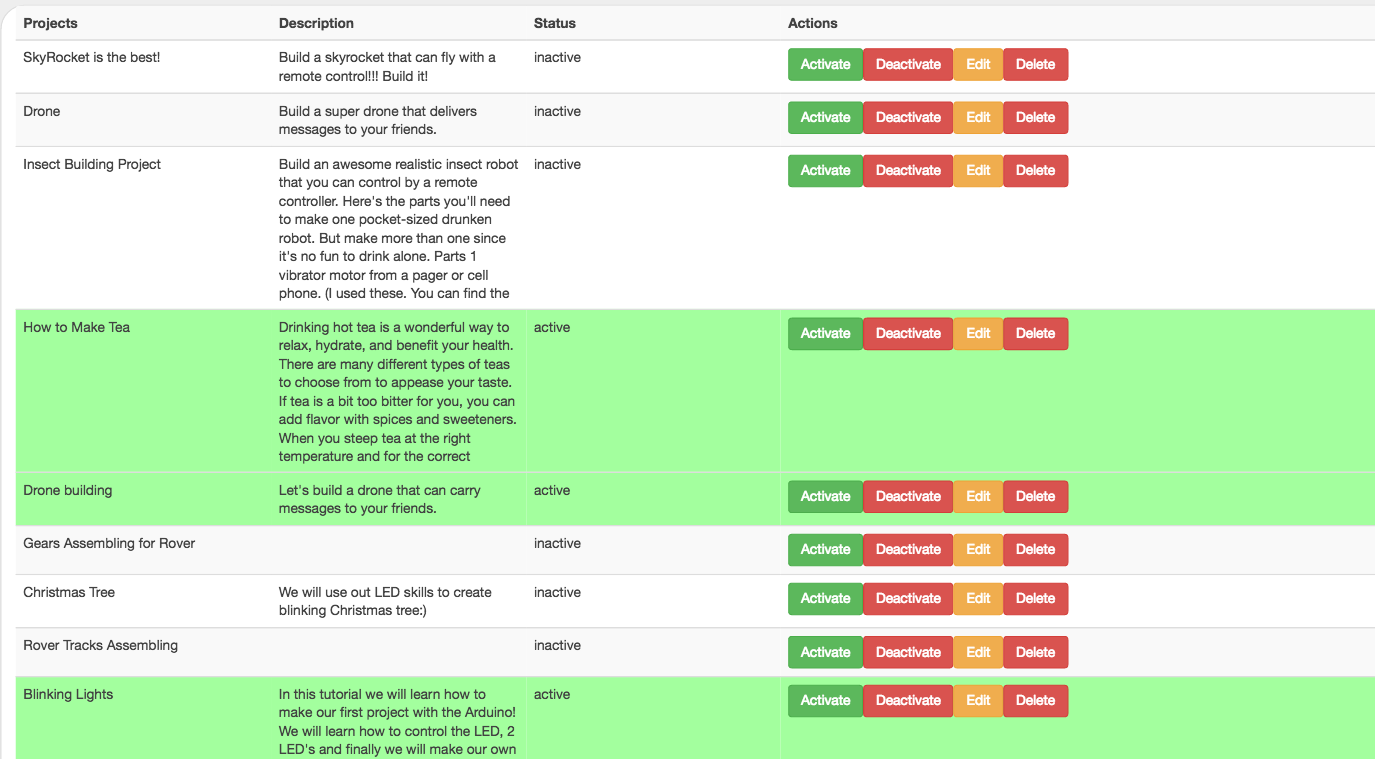 Projects Description Status Actions
SkyRocket is the best! Build a skyrocket that can fly with a inactive Activate Deactivate Edit Delete
remote control!!! Build it!
Drone Build a super drone that delivers inactive Activate Deactivate Edit Delete
messages to your friends.
Insect Building Project Build an awesome realistic insect robot inactive Activate Deactivate Edit Delete
that you can control by a remote
controller. Here's the parts you'll need
to make one pocket-sized drunken
robot. But make more than one since
it's no fun to drink alone. Parts 1
vibrator motor from a pager or cell
phone. (I used these. You can find the
How to Make Tea Drinking hot tea is a wonderful way to active Activate Deactivate Edit Delete
relax, hydrate, and benefit your health.
There are many different types of teas
to choose from to appease your taste.
If tea is a bit too bitter for you, you can
add flavor with spices and sweeteners.
When you steep tea at the right
temperature and for the correct
Drone building Let's build a drone that can carry active Activate Deactivate Edit Delete
messages to your friends.
Gears Assembling for Rover inactive Activate Deactivate Edit Delete
Christmas Tree We will use out LED skills to create inactive Activate Deactivate Edit Delete
blinking Christmas tree:)
Rover Tracks Assembling inactive Activate Deactivate Edit Delete
Blinking Lights In this tutorial we will learn how to active Activate Deactivate Edit Delete
make our first project with the Arduino!
We will learn how to control the LED, 2
LED's and finally we will make our own